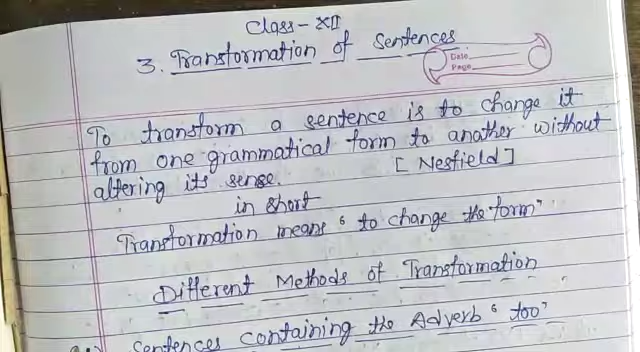 Class - XII
3. Transformation of Sentences
Date
Page
To transform a sentence is to change it
from one grammatical form to another without
altering its sense. [ Nesfield ]
in short
Transformation means “ to change the form”
Different Methods of Transformation
Sentences containing the Adverb “ too”